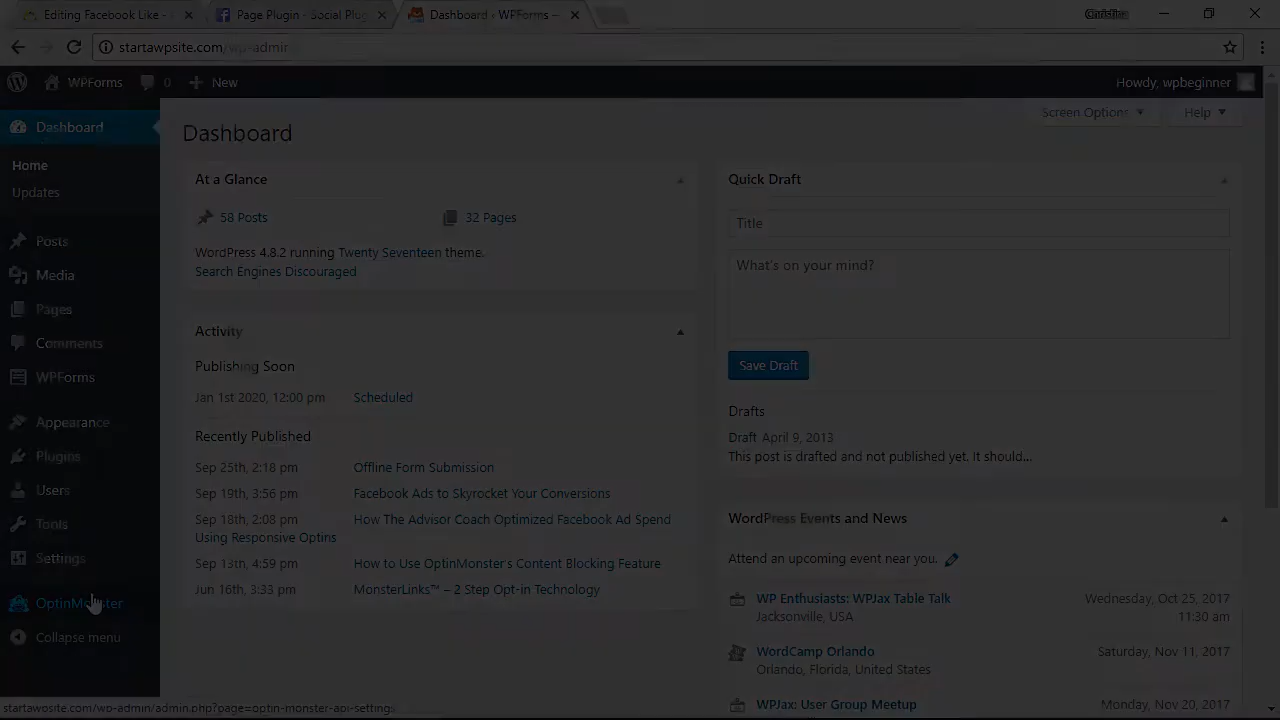 Editing Facebook Like -
Page Plugin - Social Plug
Dashboard ‹ WPForms —
startawpsite.com/wp-admin
WPForms
0
New
Howdy, wpbeginner
Dashboard
Home
Updates
Posts
Media
Pages
Comments
WPForms
Appearance
Plugins
Users
Tools
Settings
OptinMonster
Collapse menu
Screen Options
Help
Dashboard
At a Glance
58 Posts
32 Pages
WordPress 4.8.2 running Twenty Seventeen theme.
Search Engines Discouraged
Activity
Publishing Soon
Jan 1st 2020, 12:00 pm Scheduled
Recently Published
Sep 25th, 2:18 pm Offline Form Submission
Sep 19th, 3:56 pm Facebook Ads to Skyrocket Your Conversions
Sep 18th, 2:08 pm How The Advisor Coach Optimized Facebook Ad Spend
Using Responsive Optins
Sep 13th, 4:59 pm How to Use OptinMonster's Content Blocking Feature
Jun 16th, 3:33 pm MonsterLinks™ – 2 Step Opt-in Technology
Quick Draft
Title
What's on your mind?
Save Draft
Drafts
Draft April 9, 2013
This post is drafted and not published yet. It should...
WordPress Events and News
Attend an upcoming event near you.
WP Enthusiasts: WPJax Table Talk Wednesday, Oct 25, 2017
Jacksonville, USA 11:30 am
WordCamp Orlando Saturday, Nov 11, 2017
Orlando, Florida, United States
WPJax: User Group Meetup Monday, Nov 20, 2017
startawpsite.com/wp-admin/admin.php?page=optin-monster-api-settings